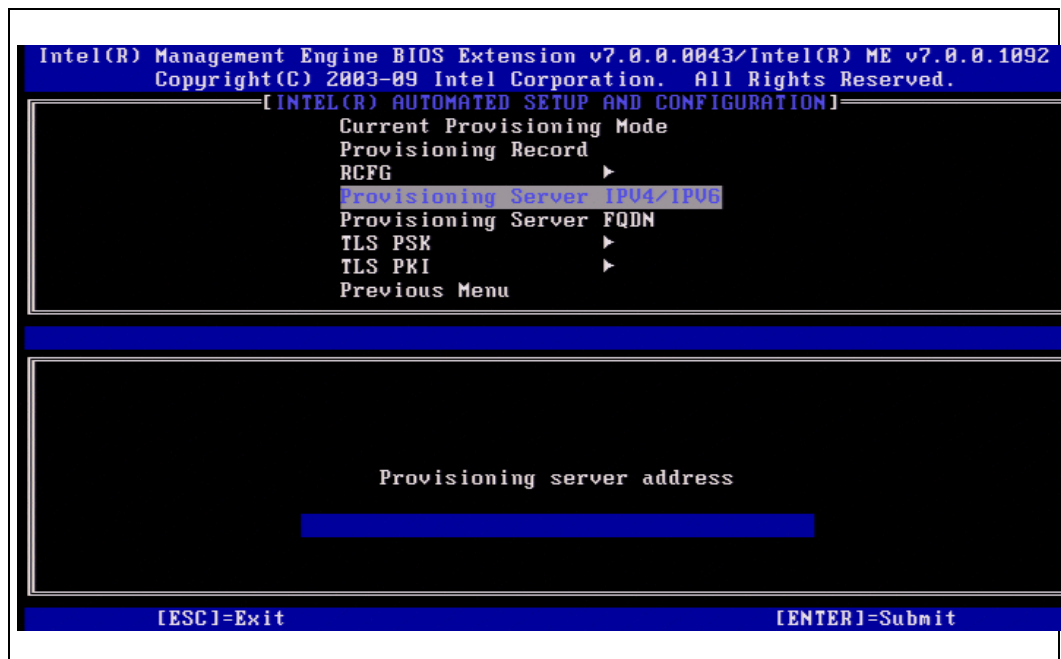 Intel(R) Management Engine BIOS Extension v7.0.0.0043/Intel(R) ME v7.0.0.1092
Copyright(C) 2003-09 Intel Corporation. All Rights Reserved.
[INTEL(R) AUTOMATED SETUP AND CONFIGURATION]
Current Provisioning Mode
Provisioning Record
RCFG ►
Provisioning Server IPV4/IPV6
Provisioning Server FQDN
TLS PSK ►
TLS PKI ►
Previous Menu
Provisioning server address
[ESC]=Exit [ENTER]=Submit